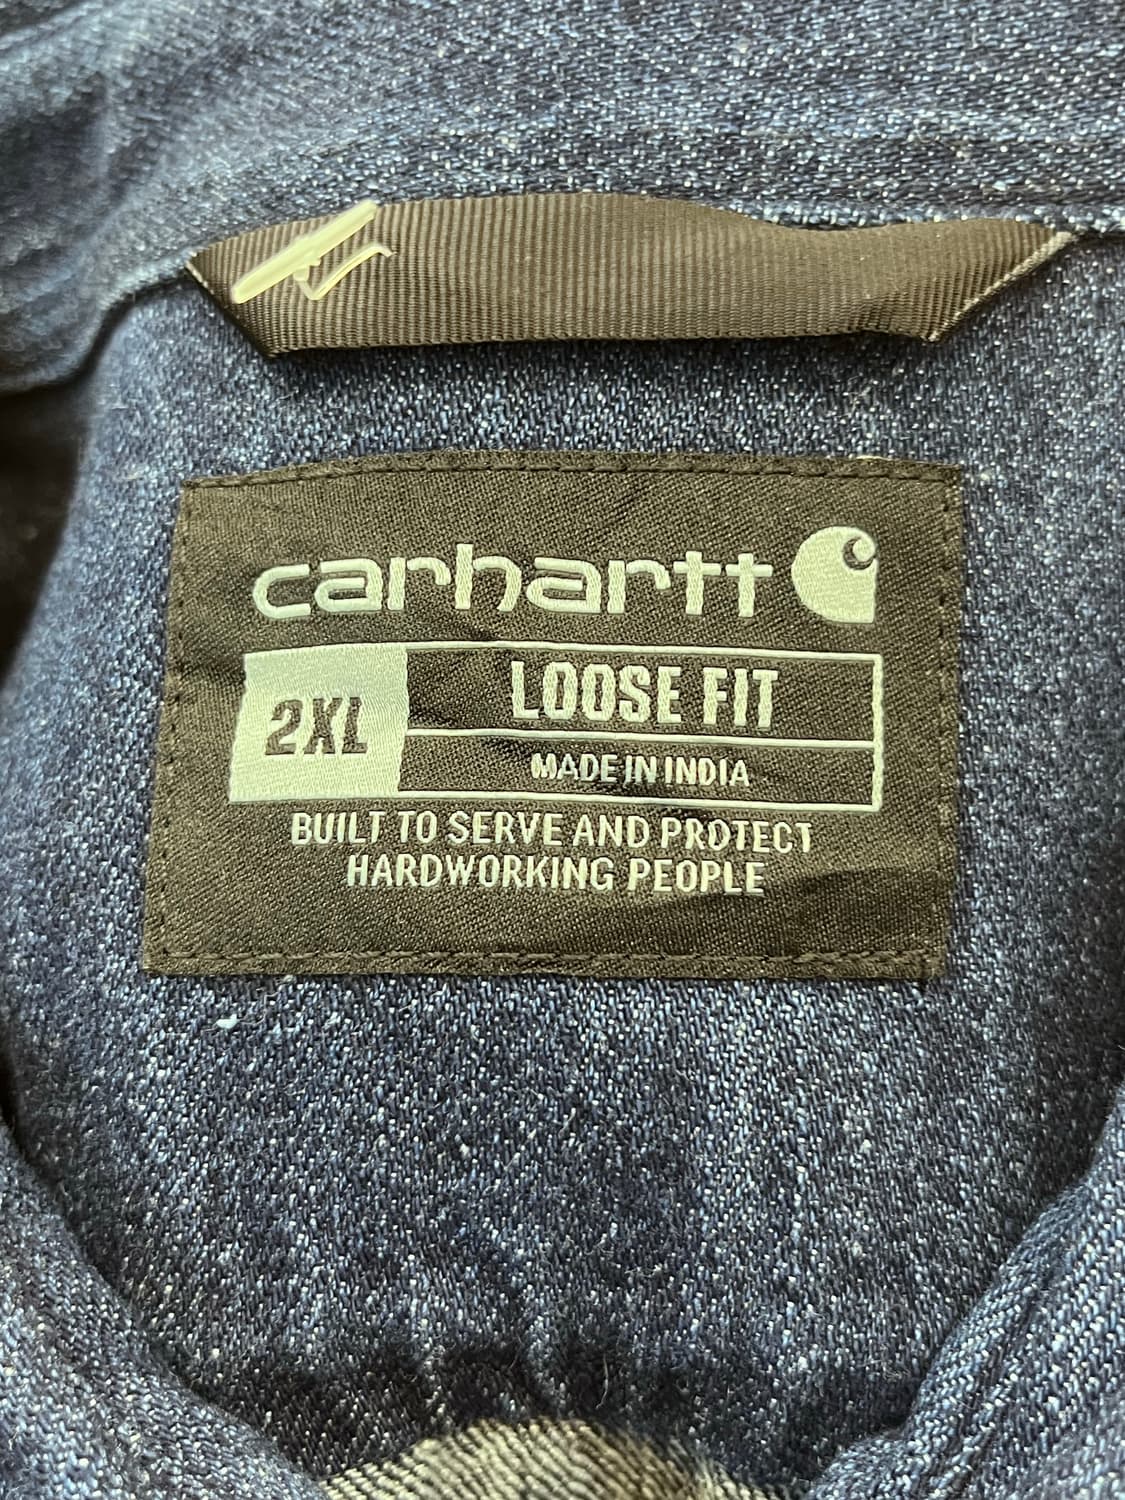 carhartt
2XL
LOOSE FIT
MADE IN INDIA
BUILT TO SERVE AND PROTECT
HARDWORKING PEOPLE